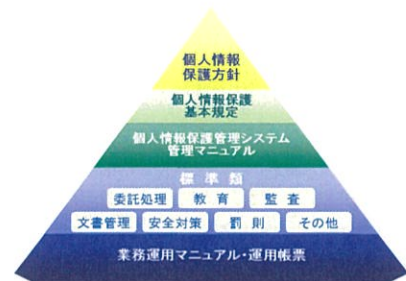 個人情報
保護方針
個人情報保護
基本規定
個人情報保護管理システム
管理マニュアル
標準類
委託処理 教育 監査
文書管理 安全対策 罰則 その他
業務運用マニュアル・運用帳票